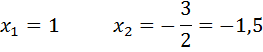 x₁ = 1 x₂ = −3/2 = −1,5